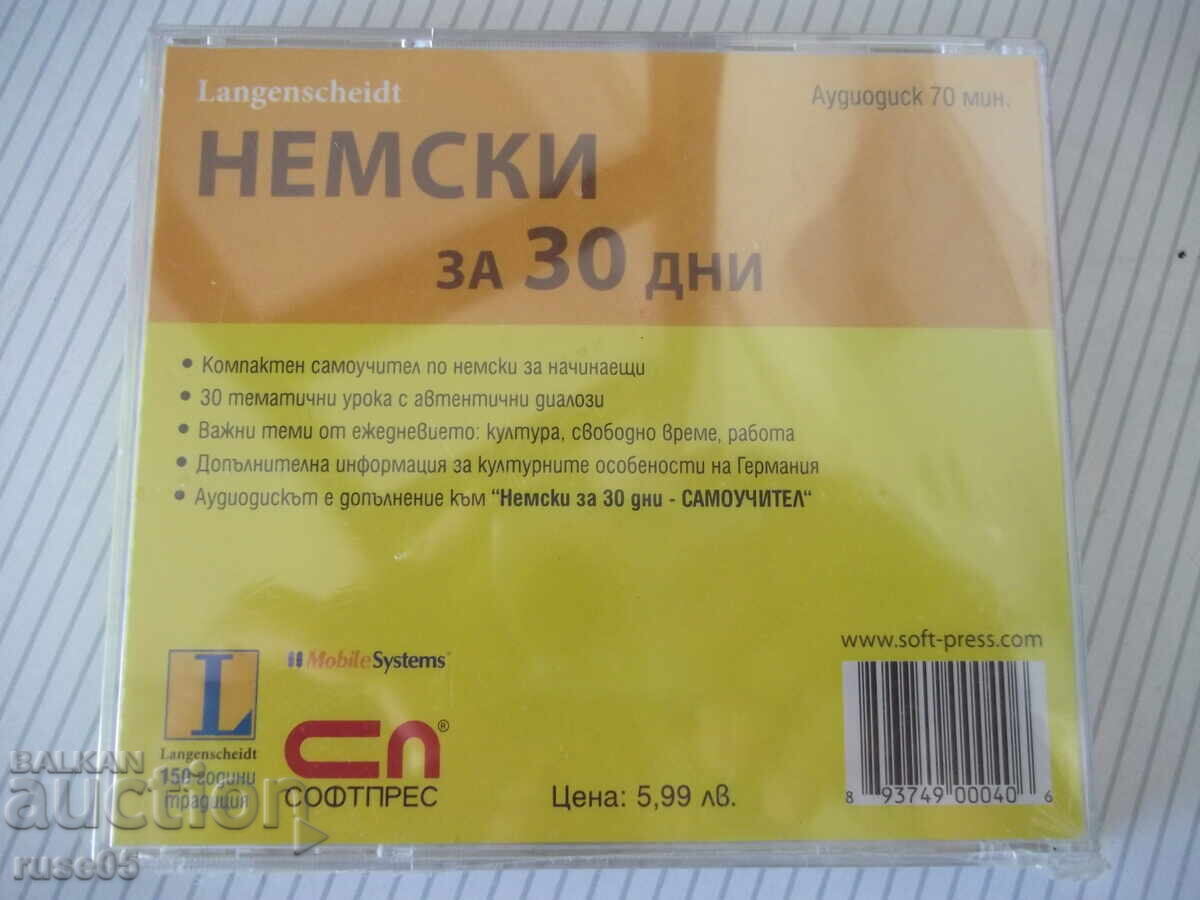 Langenscheidt
Аудиодиск 70 мин.
НЕМСКИ
ЗА 30 ДНИ
• Компактен самоучител по немски за начинаещи
• 30 тематични урока с автентични диалози
• Важни теми от ежедневието: култура, свободно време, работа
• Допълнителна информация за културните особености на Германия
• Аудиодискът е допълнение към "Немски за 30 дни - САМОУЧИТЕЛ"
www.soft-press.com
MobileSystems
L
Langenscheidt
150 години
традиция
СП®
СОФТПРЕС
Цена: 5,99 лв.
8 93749 00040 6
BALKAN
auction
ruse05